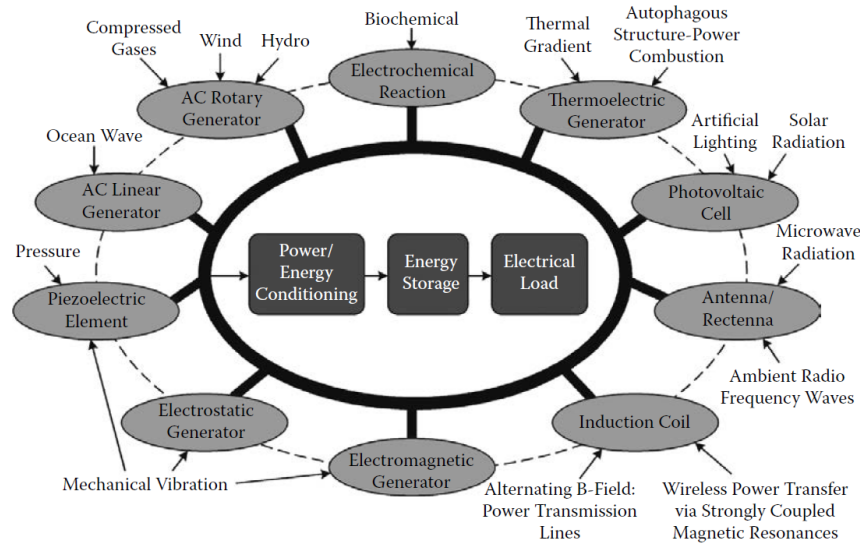 Compressed
Gases
Wind
Hydro
Biochemical
Thermal
Gradient
Autophagous
Structure-Power
Combustion
AC Rotary
Generator
Electrochemical
Reaction
Thermoelectric
Generator
Ocean Wave
Artificial
Lighting
Solar
Radiation
AC Linear
Generator
Photovoltaic
Cell
Pressure
Microwave
Radiation
Power/
Energy
Conditioning
Energy
Storage
Electrical
Load
Piezoelectric
Element
Antenna/
Rectenna
Ambient Radio
Frequency Waves
Electrostatic
Generator
Induction Coil
Mechanical Vibration
Electromagnetic
Generator
Alternating B-Field:
Power Transmission
Lines
Wireless Power Transfer
via Strongly Coupled
Magnetic Resonances